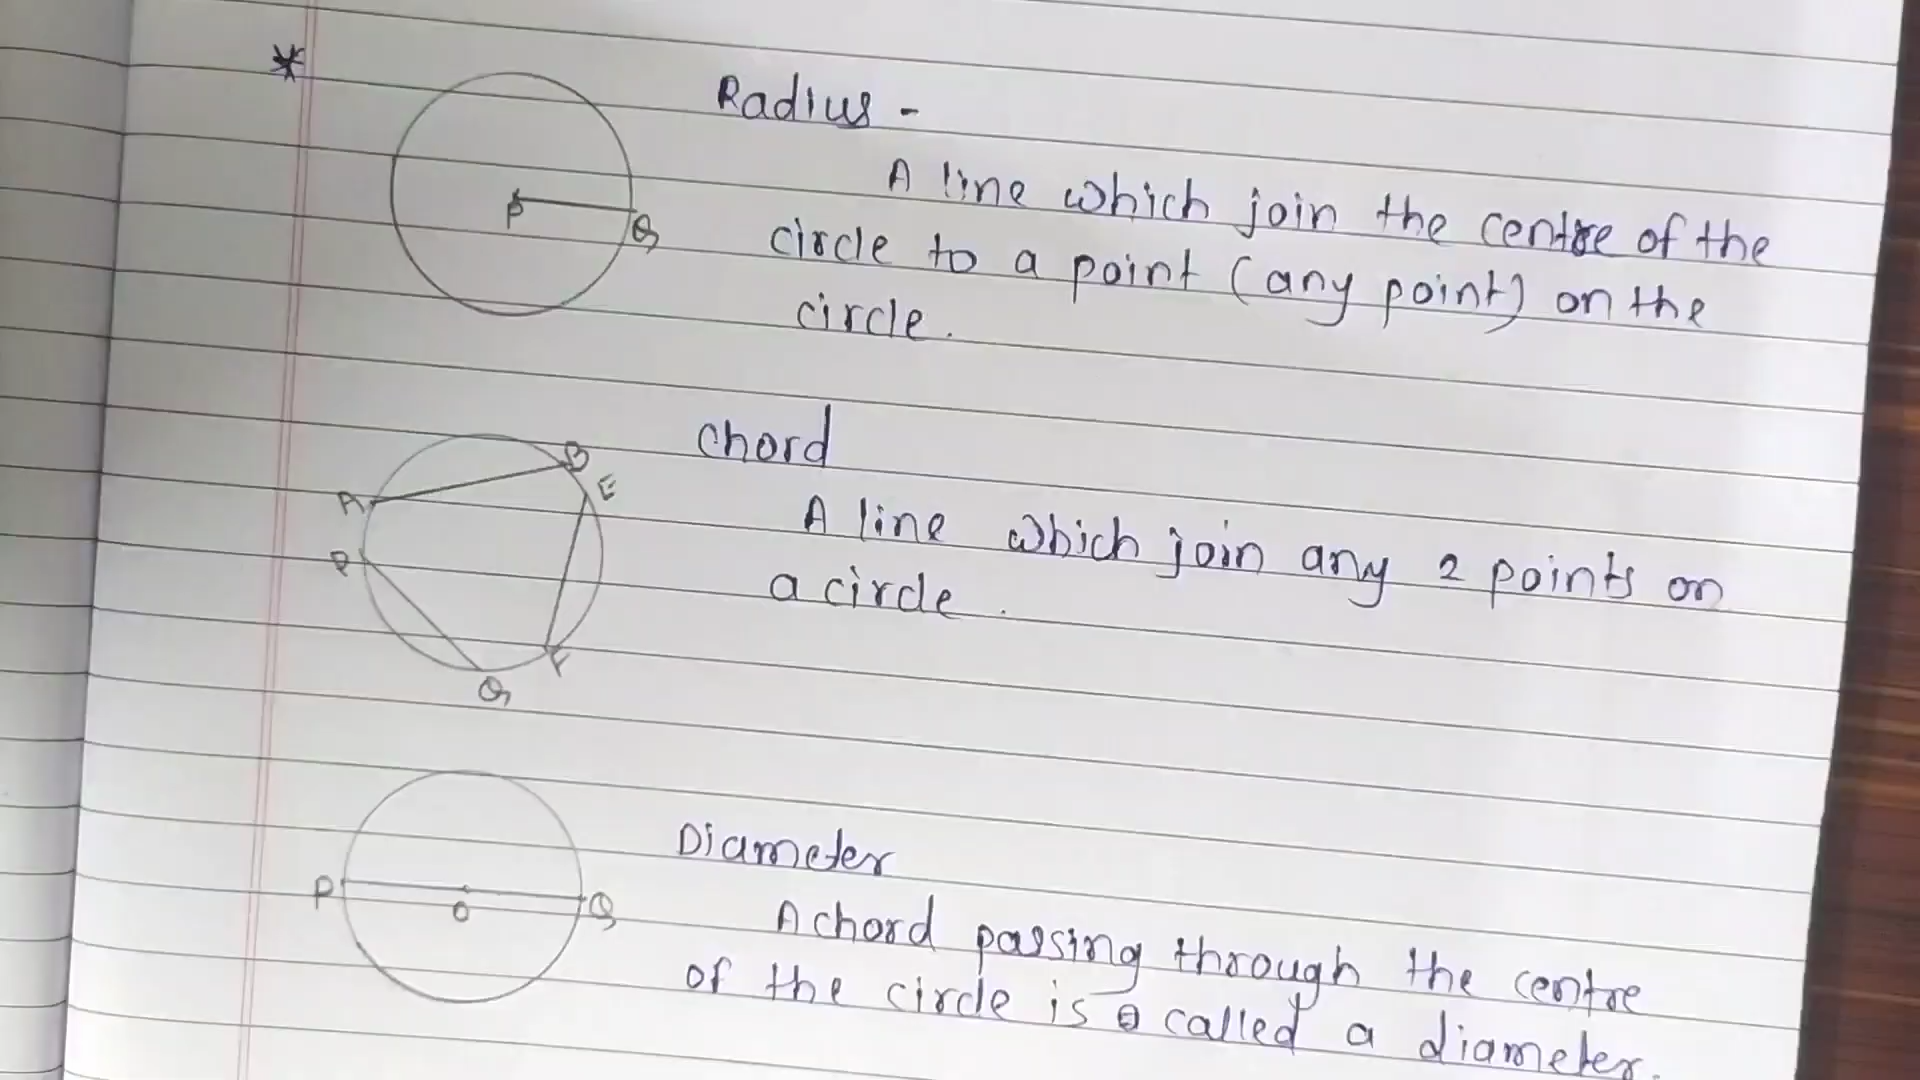 *
Radius -
P
Q
A line which join the centre of the
circle to a point (any point) on the
circle.
Chord
A
B
E
P
F
Q
A line which join any 2 points on
a circle.
Diameter
P
O
Q
A chord passing through the centre
of the circle is called a diameter.